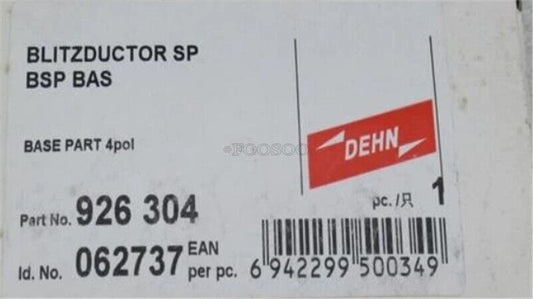 BLITZDUCTOR SP
BSP BAS
BASE PART 4pol
FOOSOO
DEHN
pc./只 1
Part No. 926 304
Id. No. 062737 EAN per pc.
6 942299 500349